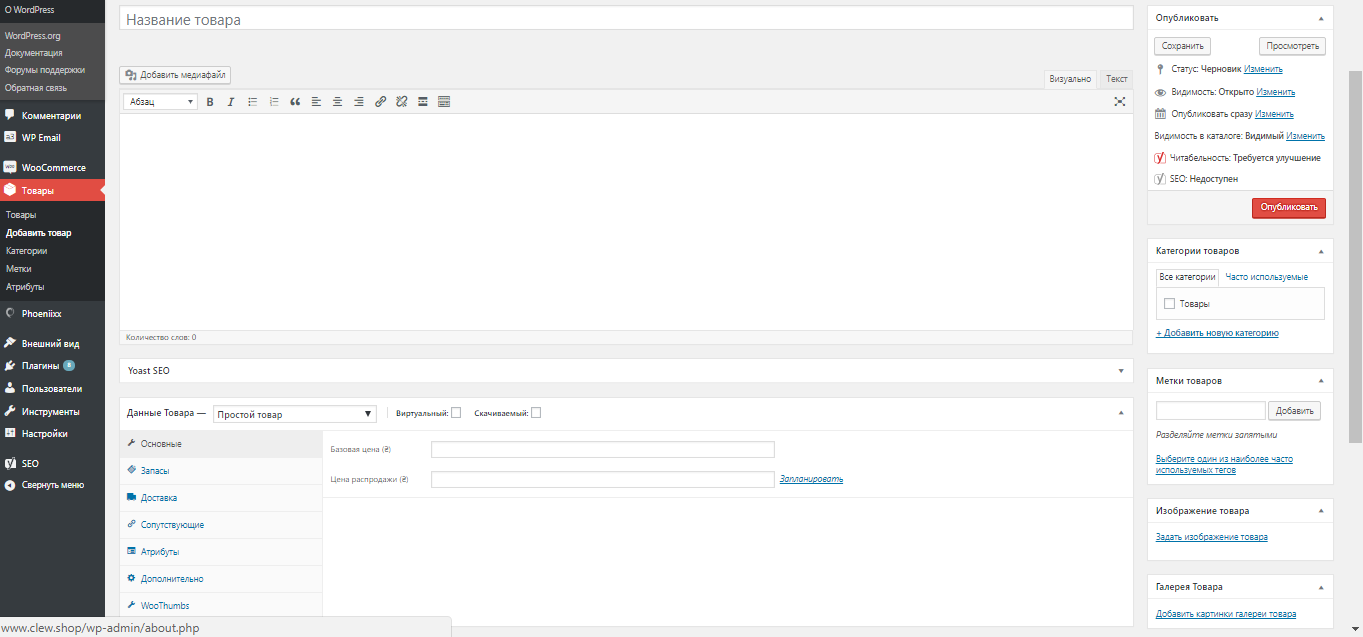 О WordPress
WordPress.org
Документация
Форумы поддержки
Обратная связь
Комментарии
WP Email
WooCommerce
Товары
Товары
Добавить товар
Категории
Метки
Атрибуты
Phoeniixx
Внешний вид
Плагины 8
Пользователи
Инструменты
Настройки
SEO
Свернуть меню
www.clew.shop/wp-admin/about.php
Название товара
Добавить медиафайл
Визуально Текст
Абзац
Количество слов: 0
Yoast SEO
Данные Товара — Простой товар Виртуальный: Скачиваемый:
Основные
Запасы
Доставка
Сопутствующие
Атрибуты
Дополнительно
WooThumbs
Базовая цена (₴)
Цена распродажи (₴) Запланировать
Опубликовать
Сохранить Просмотреть
Статус: Черновик Изменить
Видимость: Открыто Изменить
Опубликовать сразу Изменить
Видимость в каталоге: Видимый Изменить
Читабельность: Требуется улучшение
SEO: Недоступен
Опубликовать
Категории товаров
Все категории Часто используемые
Товары
+ Добавить новую категорию
Метки товаров
Добавить
Разделяйте метки запятыми
Выберите один из наиболее часто
используемых тегов
Изображение товара
Задать изображение товара
Галерея Товара
Добавить картинки галереи товара